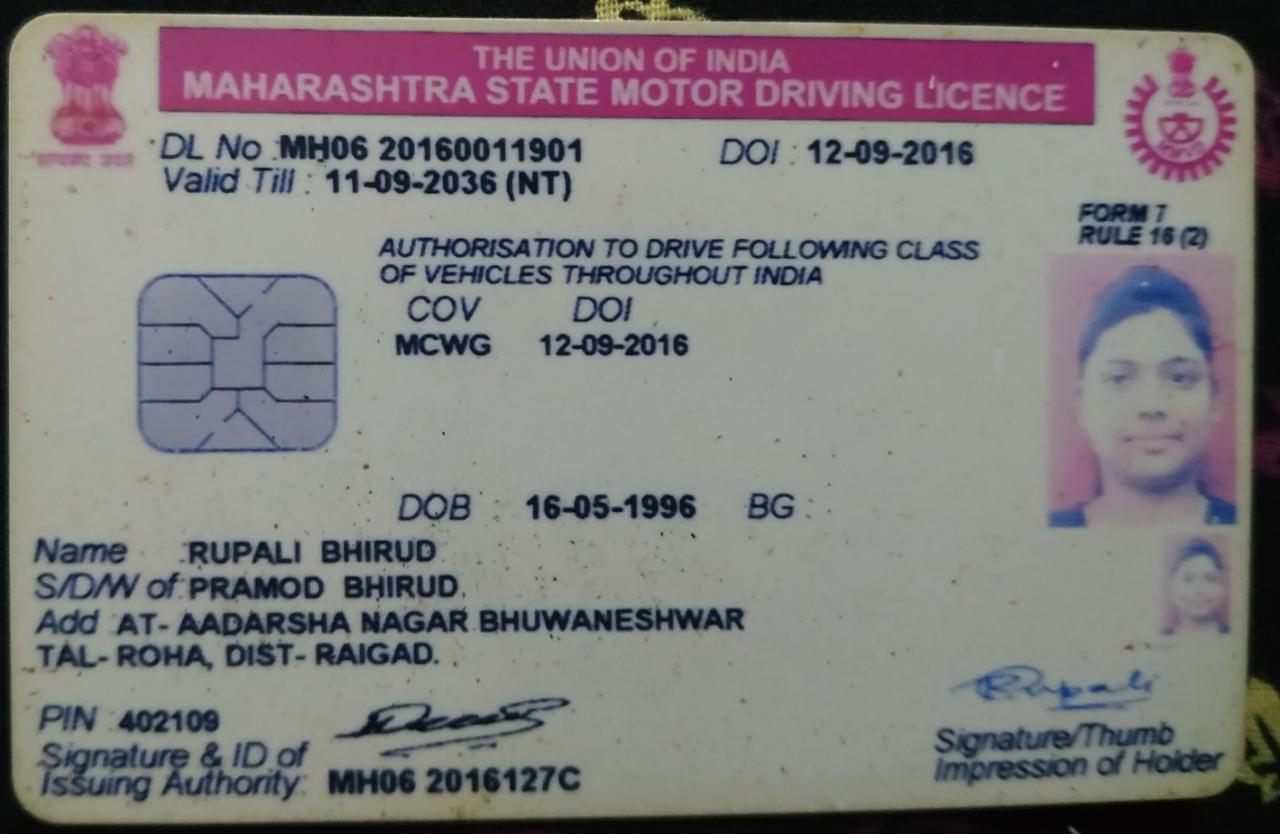 THE UNION OF INDIA
MAHARASHTRA STATE MOTOR DRIVING LICENCE
DL No : MH06 20160011901 DOI : 12-09-2016
Valid Till : 11-09-2036 (NT)
FORM 7
RULE 16 (2)
AUTHORISATION TO DRIVE FOLLOWING CLASS
OF VEHICLES THROUGHOUT INDIA
COV DOI
MCWG 12-09-2016
DOB : 16-05-1996 BG :
Name : RUPALI BHIRUD
S/D/W of : PRAMOD BHIRUD
Add : AT- AADARSHA NAGAR BHUWANESHWAR
TAL- ROHA, DIST- RAIGAD.
PIN : 402109
Signature & ID of
Issuing Authority: MH06 2016127C
Rupali
Signature/Thumb
Impression of Holder